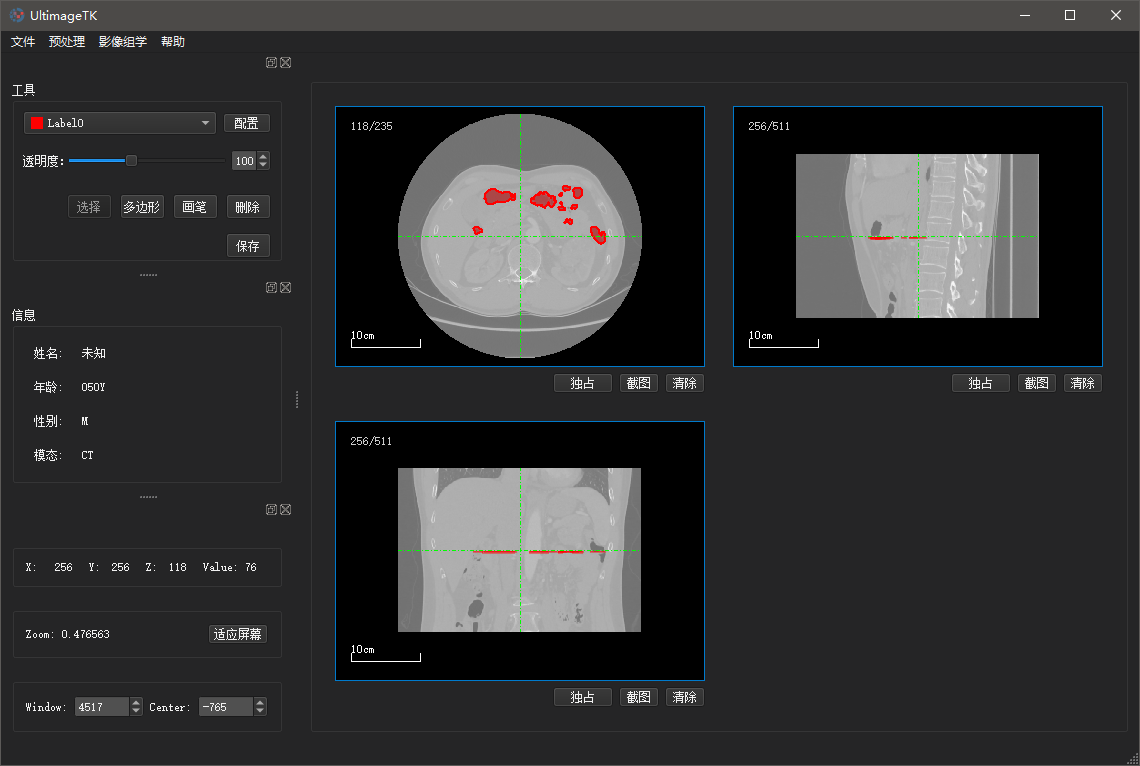 UltimageTK
文件 预处理 影像组学 帮助
工具
Label0 配置
透明度: 100
选择 多边形 画笔 删除
保存
信息
姓名: 未知
年龄: 050Y
性别: M
模态: CT
X: 256 Y: 256 Z: 118 Value: 76
Zoom: 0.476563 适应屏幕
Window: 4517 Center: -765
118/235
10cm
独占 截图 清除
256/511
10cm
独占 截图 清除
256/511
10cm
独占 截图 清除